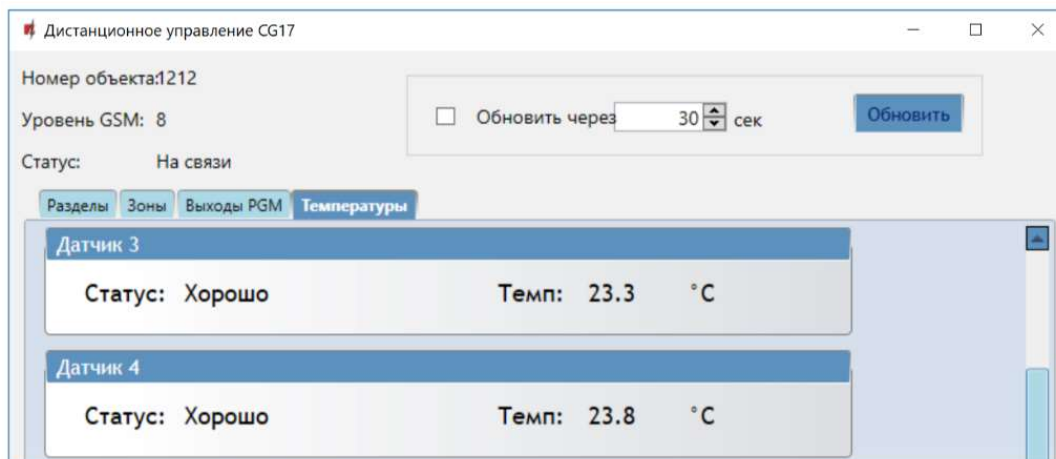 Дистанционное управление CG17
Номер объекта:1212
Уровень GSM: 8
Статус: На связи
Обновить через 30 сек
Обновить
Разделы Зоны Выходы PGM Температуры
Датчик 3
Статус: Хорошо Темп: 23.3 °C
Датчик 4
Статус: Хорошо Темп: 23.8 °C